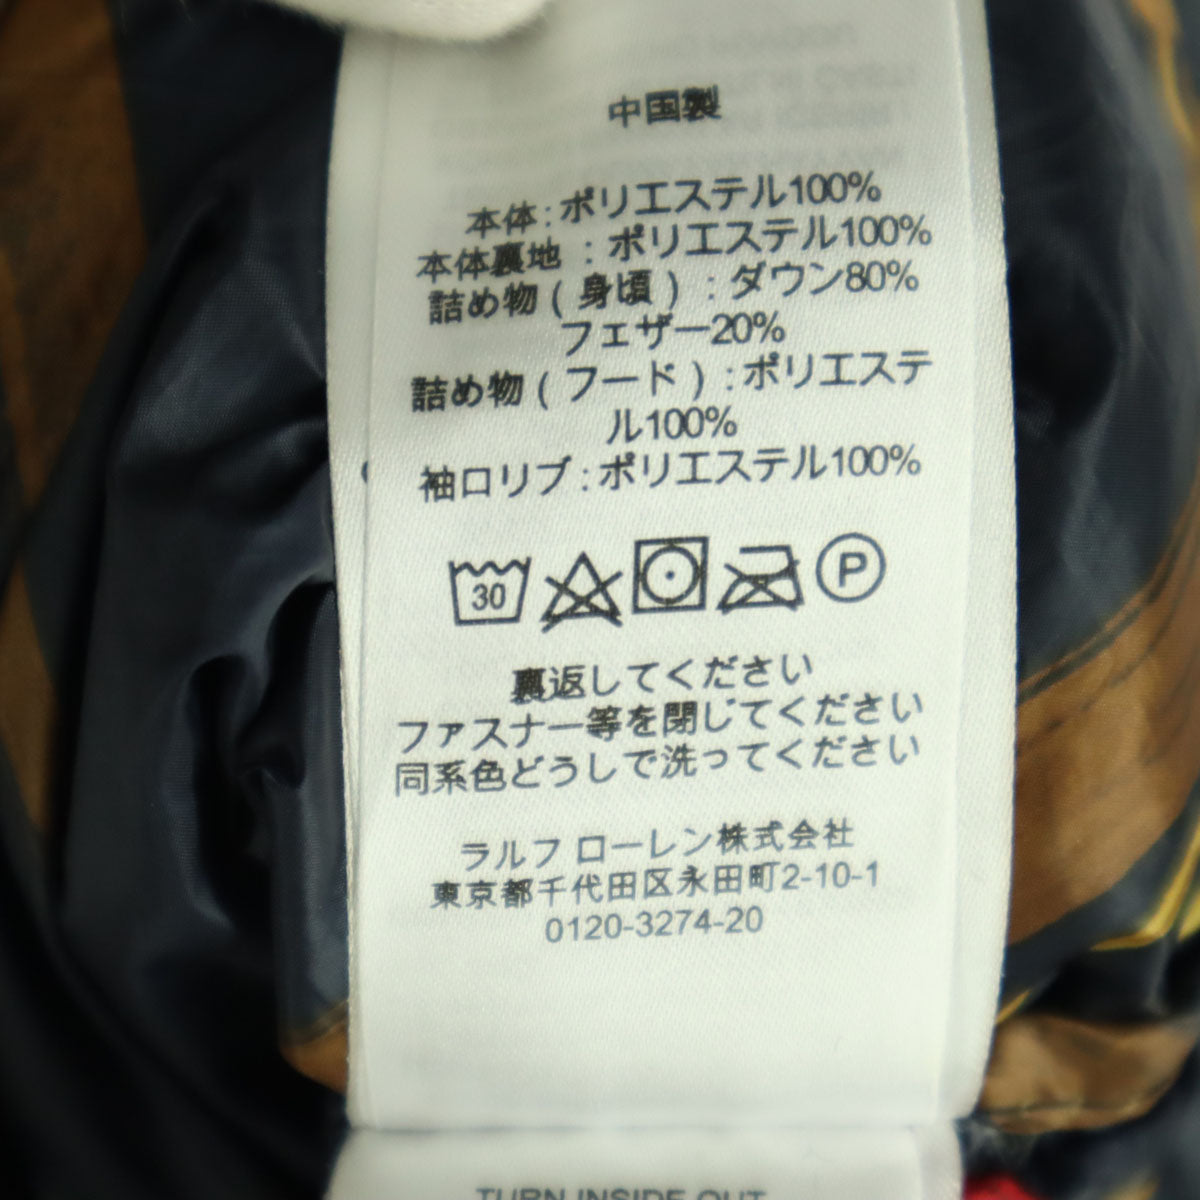 中国製
本体:ポリエステル100%
本体裏地 : ポリエステル100%
詰め物 ( 身頃 ) : ダウン80%
フェザー20%
詰め物 ( フード ) :ポリエステ
ル100%
袖口リブ:ポリエステル100%
30
P
裏返してください
ファスナー等を閉じてください
同系色どうしで洗ってください
ラルフ ローレン株式会社
東京都千代田区永田町2-10-1
0120-3274-20
TURN INSIDE OUT